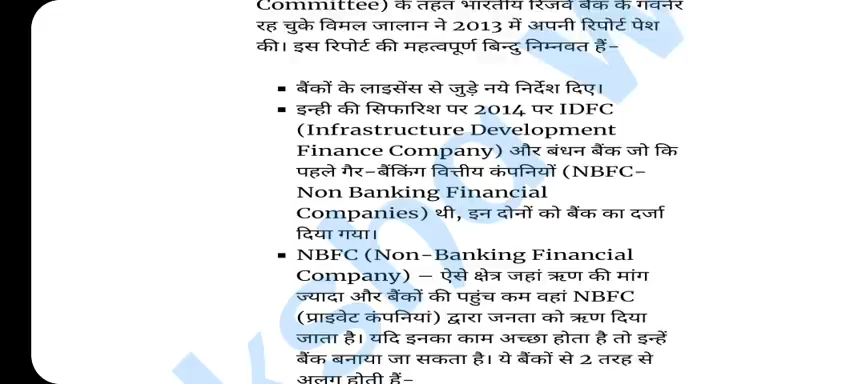 Committee) के तहत भारतीय रिजर्व बैंक के गवर्नर
रह चुके विमल जालान ने 2013 में अपनी रिपोर्ट पेश
की। इस रिपोर्ट की महत्वपूर्ण बिन्दु निम्नवत हैं-
▪ बैंकों के लाइसेंस से जुड़े नये निर्देश दिए।
▪ इन्ही की सिफारिश पर 2014 पर IDFC
(Infrastructure Development
Finance Company) और बंधन बैंक जो कि
पहले गैर-बैंकिंग वित्तीय कंपनियों (NBFC-
Non Banking Financial
Companies) थी, इन दोनों को बैंक का दर्जा
दिया गया।
▪ NBFC (Non-Banking Financial
Company) – ऐसे क्षेत्र जहां ऋण की मांग
ज्यादा और बैंकों की पहुंच कम वहां NBFC
(प्राइवेट कंपनियां) द्वारा जनता को ऋण दिया
जाता है। यदि इनका काम अच्छा होता है तो इन्हें
बैंक बनाया जा सकता है। ये बैंकों से 2 तरह से
अलग होती हैं-